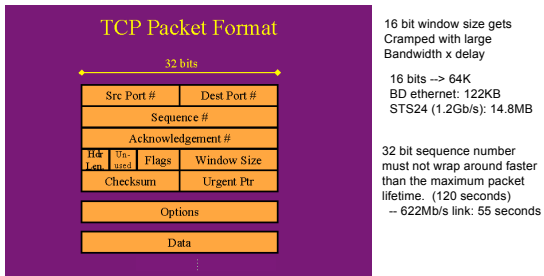 TCP Packet Format
32 bits
Src Port #
Dest Port #
Sequence #
Acknowledgement #
Hdr
Len.
Un-
used
Flags
Window Size
Checksum
Urgent Ptr
Options
Data
16 bit window size gets
Cramped with large
Bandwidth x delay
16 bits --> 64K
BD ethernet: 122KB
STS24 (1.2Gb/s): 14.8MB
32 bit sequence number
must not wrap around faster
than the maximum packet
lifetime. (120 seconds)
-- 622Mb/s link: 55 seconds